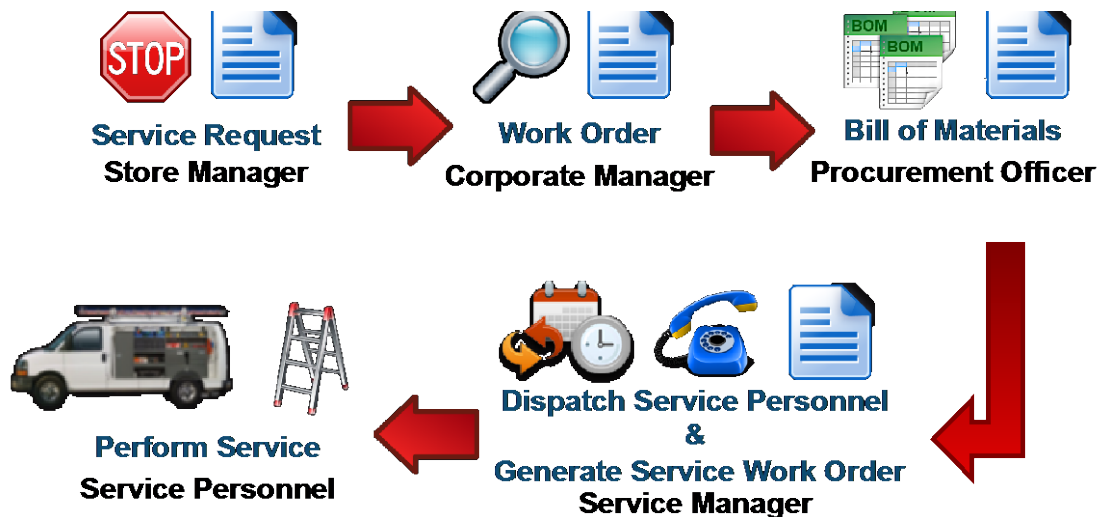 STOP
BOM
BOM
Service Request
Store Manager
Work Order
Corporate Manager
Bill of Materials
Procurement Officer
Dispatch Service Personnel
&
Generate Service Work Order
Service Manager
Perform Service
Service Personnel